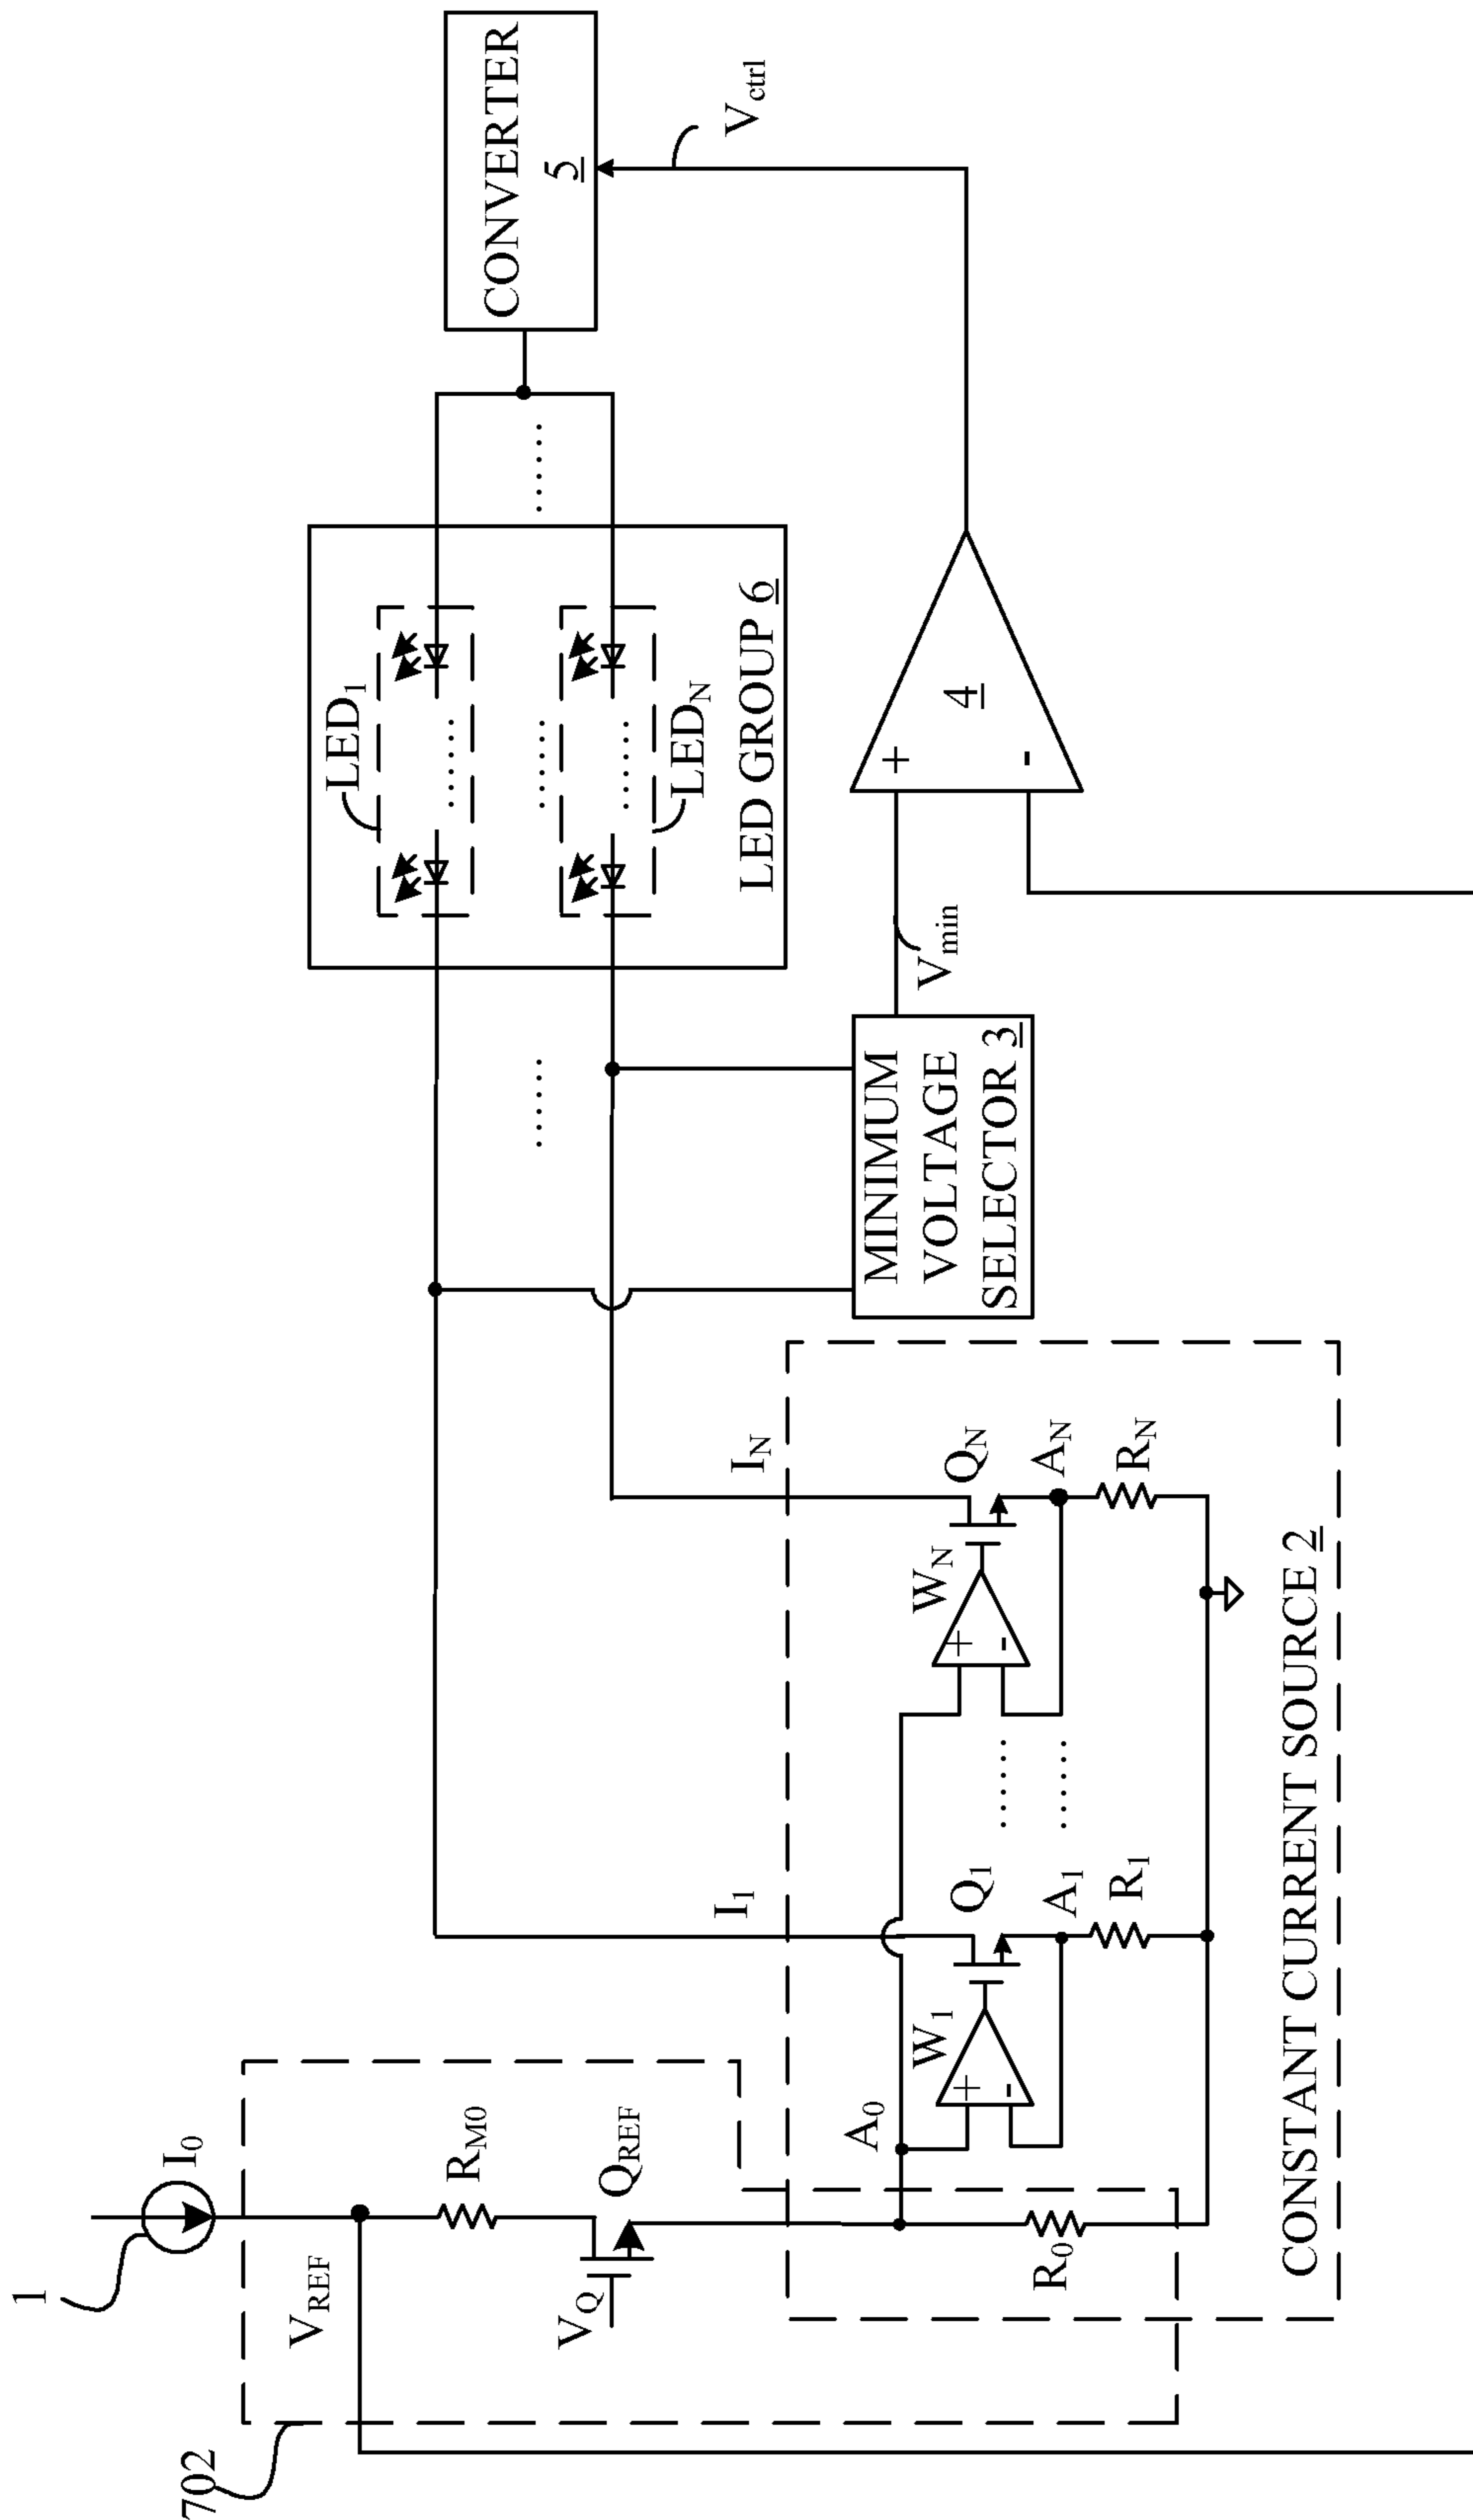 1
I0
702
VREF
RM0
VQ
QREF
A0
R0
I1
W1
+
-
Q1
A1
R1
IN
WN
+
-
QN
AN
RN
CONSTANT CURRENT SOURCE 2
LED1
LEDN
LED GROUP 6
MINIMUM
VOLTAGE
SELECTOR 3
Vmin
+
-
4
CONVERTER
5
Vctrl